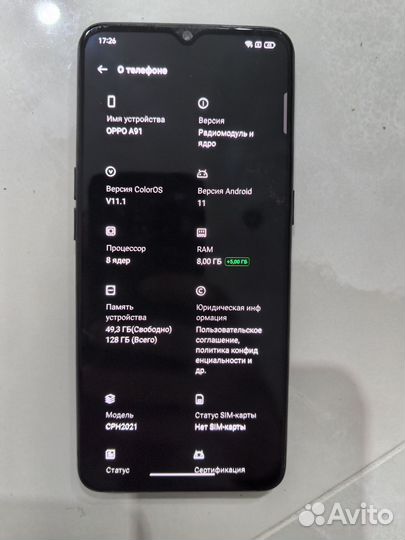 17:26
← О телефоне
Имя устройства
OPPO A91
Версия
Радиомодуль и
ядро
Версия ColorOS
V11.1
Версия Android
11
Процессор
8 ядер
RAM
8,00 ГБ +5,00 ГБ
Память
устройства
49,3 ГБ(Свободно)
128 ГБ (Всего)
Юридическая инф
ормация
Пользовательское
соглашение,
политика конфид
енциальности и
др.
Модель
CPH2021
Статус SIM-карты
Нет SIM-карты
Статус
Сертификация
Avito